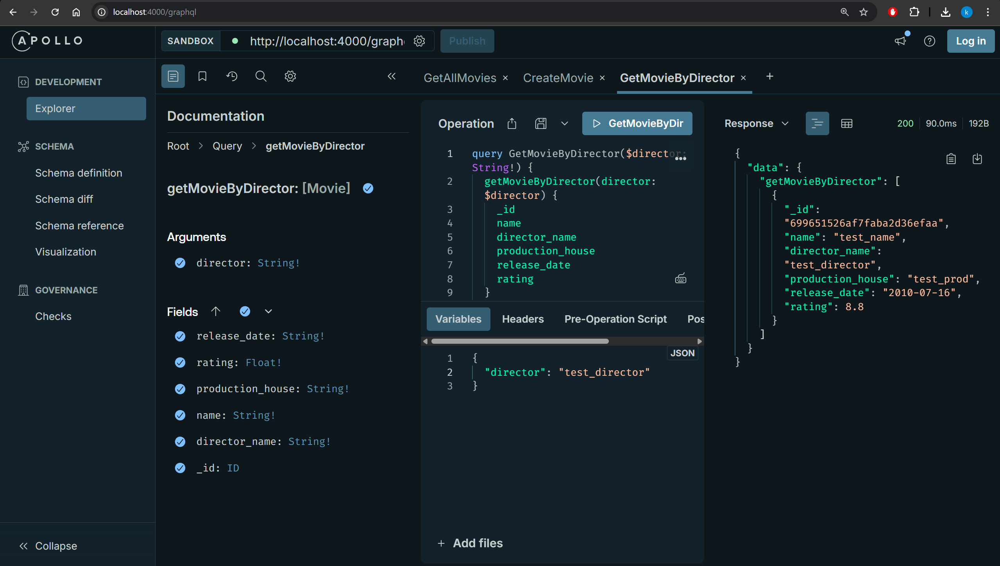 localhost:4000/graphql
k
APOLLO
SANDBOX
http://localhost:4000/graph
Publish
Log in
DEVELOPMENT
Explorer
SCHEMA
Schema definition
Schema diff
Schema reference
Visualization
GOVERNANCE
Checks
Collapse
GetAllMovies
CreateMovie
GetMovieByDirector
Documentation
Root > Query > getMovieByDirector
getMovieByDirector: [Movie]
Arguments
director: String!
Fields
release_date: String!
rating: Float!
production_house: String!
name: String!
director_name: String!
_id: ID
Operation
GetMovieByDir
1 query GetMovieByDirector($director:
String!) {
2 getMovieByDirector(director:
$director) {
3 _id
4 name
5 director_name
6 production_house
7 release_date
8 rating
9 }
Variables
Headers
Pre-Operation Script
Pos
JSON
1 {
2 "director": "test_director"
3 }
+ Add files
Response
200
90.0ms
192B
{
"data": {
"getMovieByDirector": [
{
"_id":
"699651526af7faba2d36efaa",
"name": "test_name",
"director_name":
"test_director",
"production_house": "test_prod",
"release_date": "2010-07-16",
"rating": 8.8
}
]
}
}